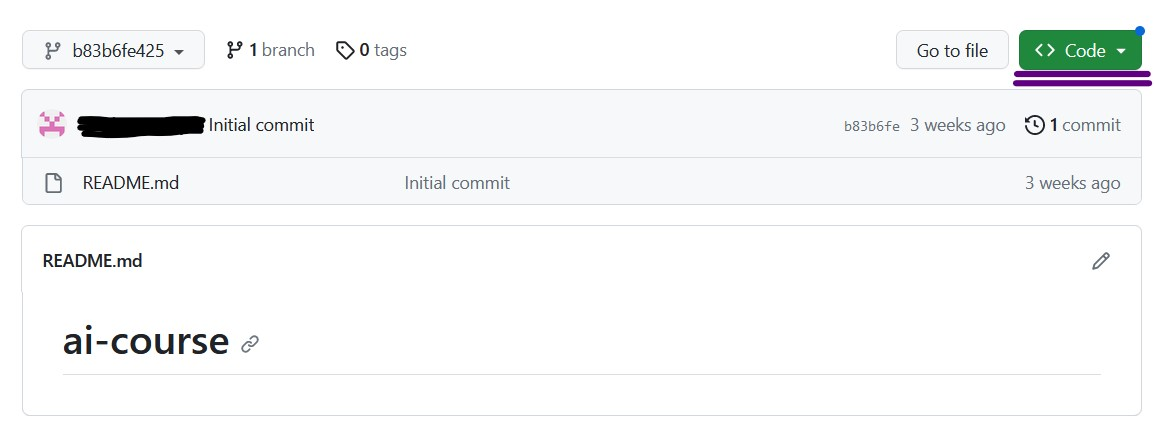 b83b6fe425 1 branch 0 tags Go to file Code
Initial commit b83b6fe 3 weeks ago 1 commit
README.md Initial commit 3 weeks ago
README.md
ai-course